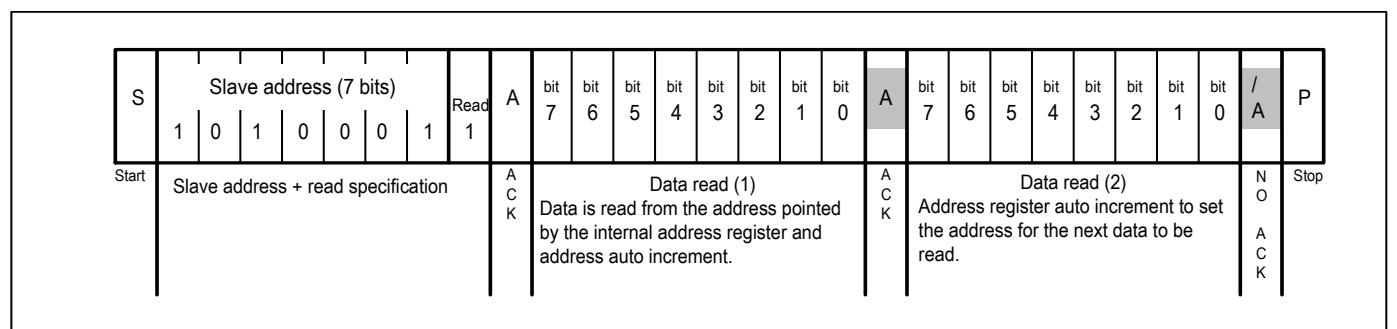 S
Slave address (7 bits)
1 0 1 0 0 0 1
Read
1
A
bit bit bit bit bit bit bit bit
7 6 5 4 3 2 1 0
A
bit bit bit bit bit bit bit bit
7 6 5 4 3 2 1 0
/
A
P
Start
Slave address + read specification
A
C
K
Data read (1)
Data is read from the address pointed
by the internal address register and
address auto increment.
A
C
K
Data read (2)
Address register auto increment to set
the address for the next data to be
read.
N
O
A
C
K
Stop